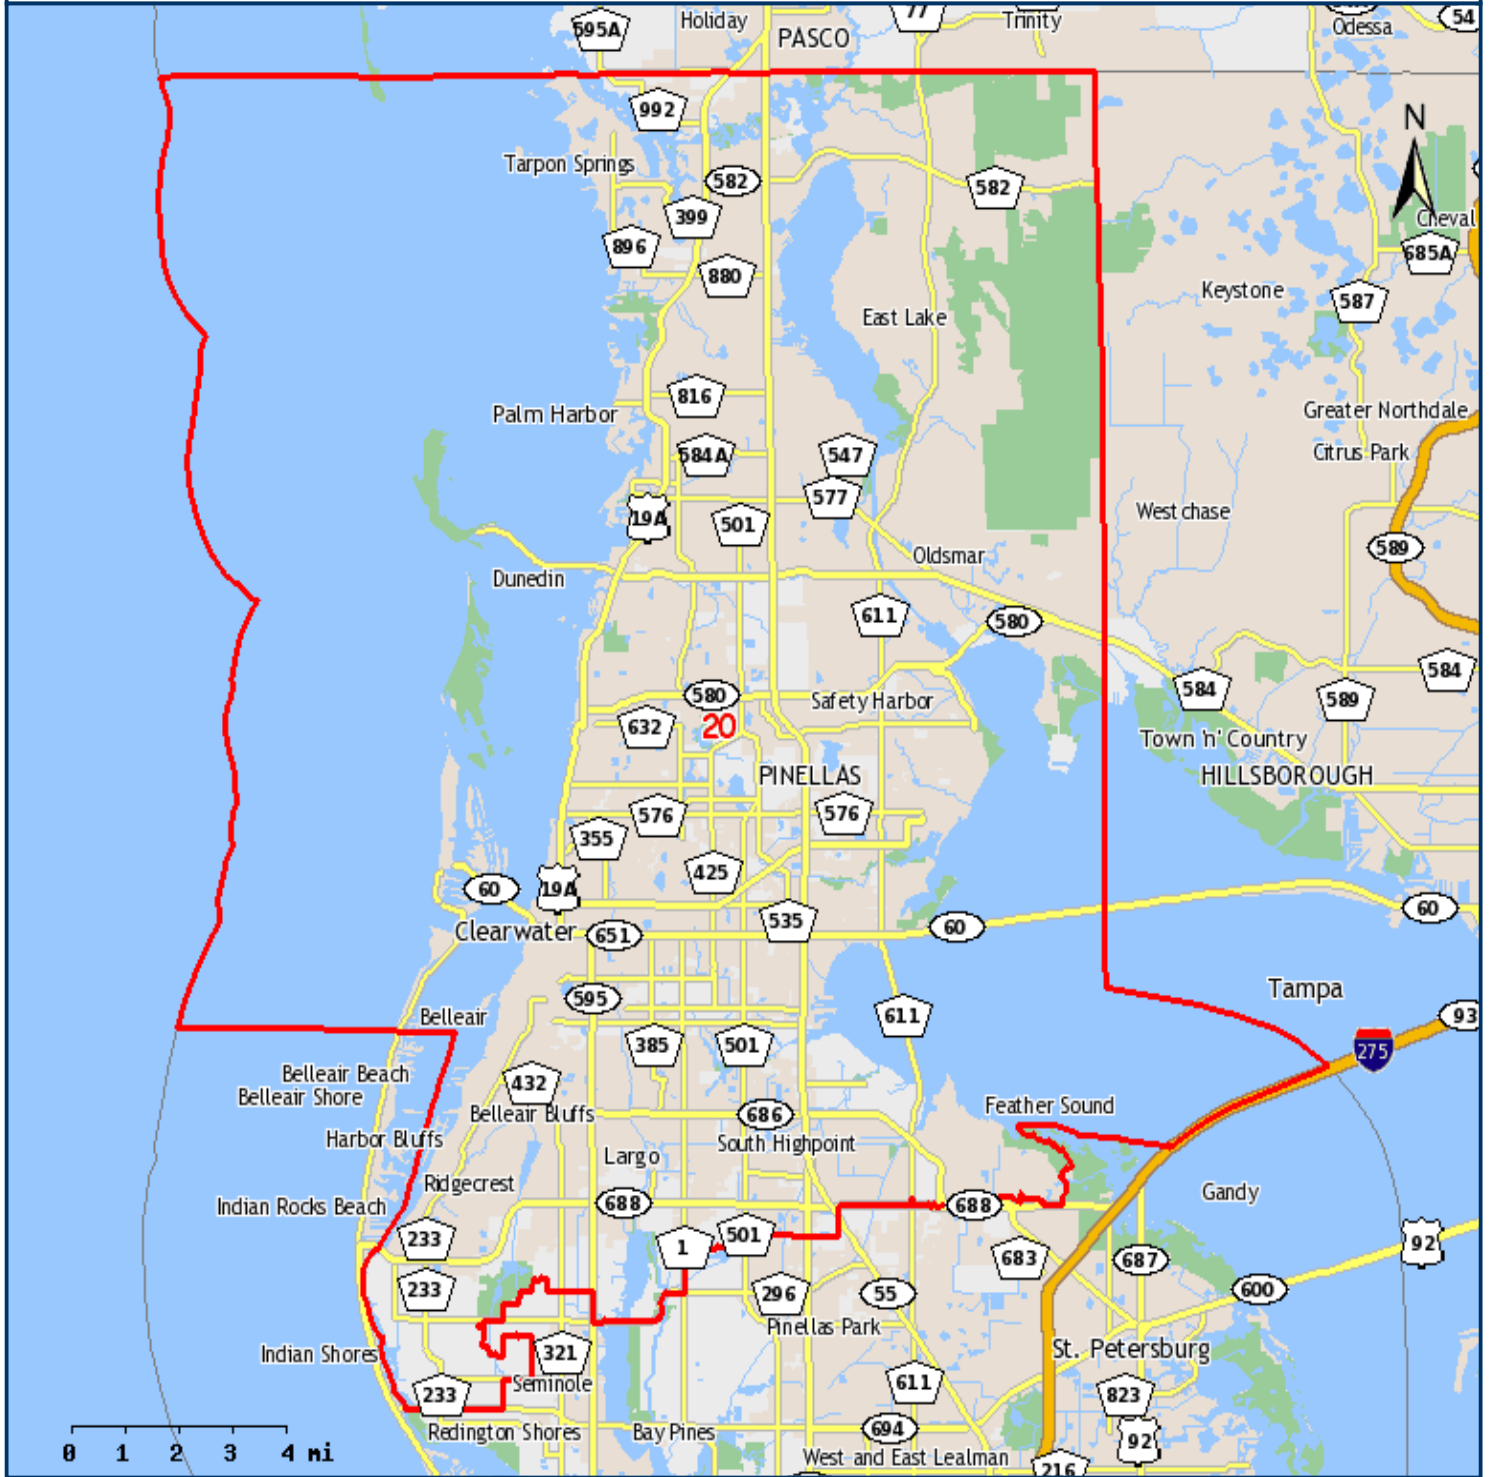 Holiday
PASCO
77
Trinity
Odessa
54
595A
992
N
Tarpon Springs
582
582
399
896
880
Cheval
685A
Keystone
587
East Lake
816
Palm Harbor
Greater Northdale
Citrus Park
584A
547
577
19A
501
Westchase
589
Oldsmar
Dunedin
611
580
584
584
589
580
Safety Harbor
632
20
Town 'n' Country
PINELLAS
HILLSBOROUGH
576
576
355
425
60
19A
535
60
60
Clearwater
651
595
Tampa
Belleair
611
93
385
501
275
Belleair Beach
432
Belleair Shore
Belleair Bluffs
686
Feather Sound
Harbor Bluffs
South Highpoint
Largo
Ridgecrest
Gandy
Indian Rocks Beach
688
688
233
1
501
92
683
687
233
296
55
600
Pinellas Park
Indian Shores
321
St. Petersburg
Seminole
611
233
823
Redington Shores
Bay Pines
694
92
West and East Lealman
216
0 1 2 3 4 mi